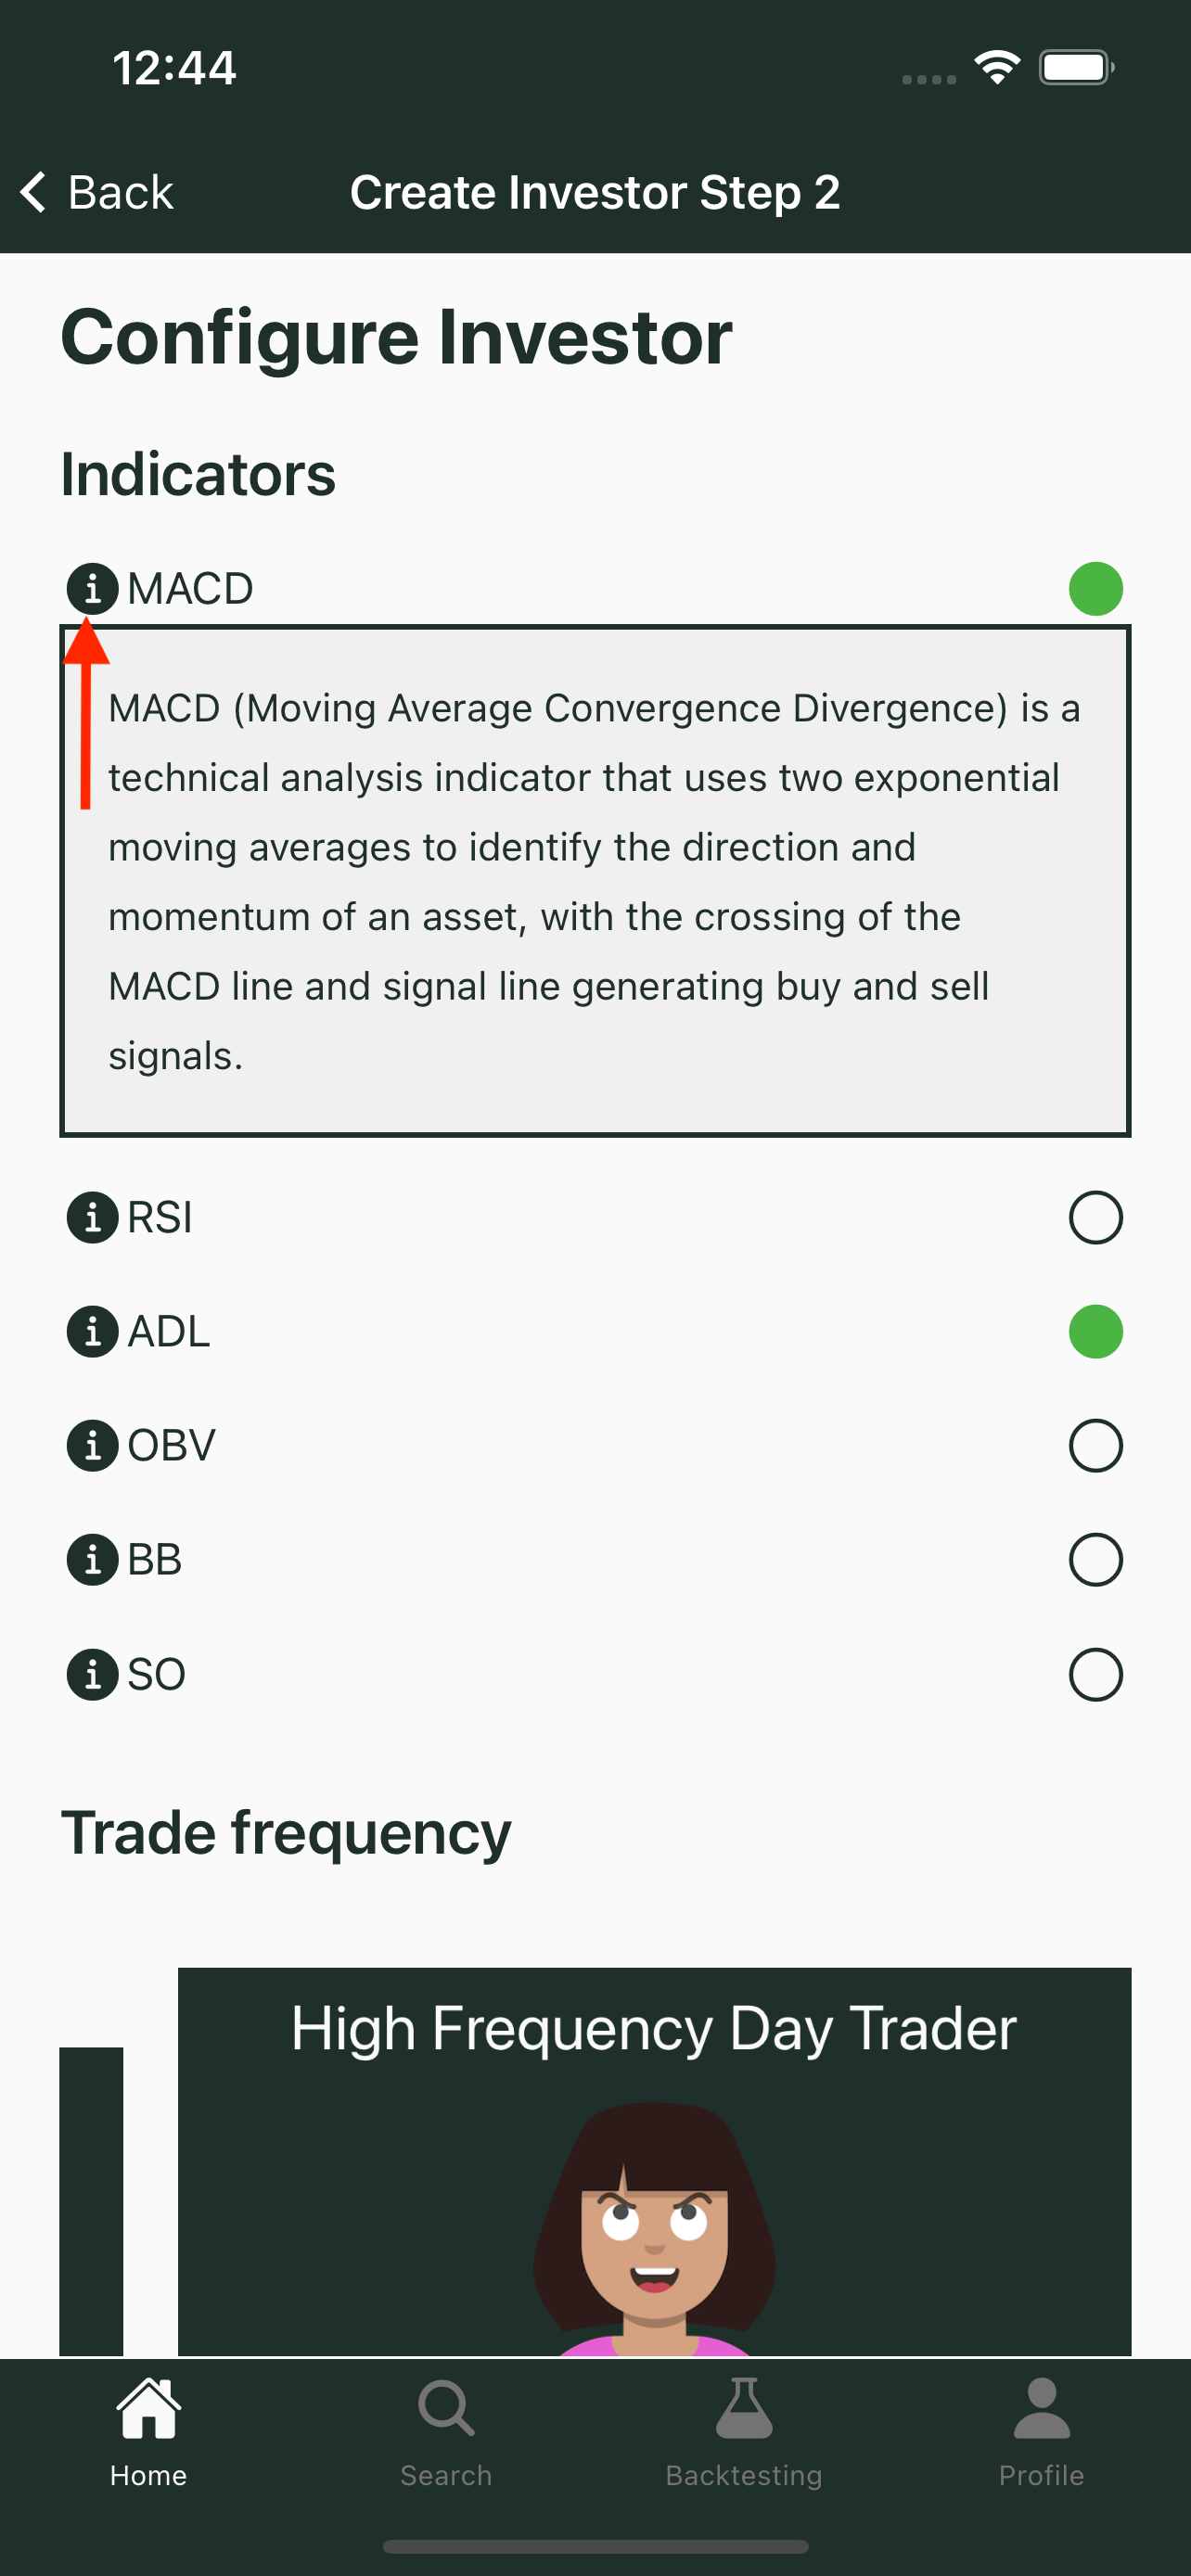 12:44
Back
Create Investor Step 2
Configure Investor
Indicators
MACD
MACD (Moving Average Convergence Divergence) is a
technical analysis indicator that uses two exponential
moving averages to identify the direction and
momentum of an asset, with the crossing of the
MACD line and signal line generating buy and sell
signals.
RSI
ADL
OBV
BB
SO
Trade frequency
High Frequency Day Trader
Home
Search
Backtesting
Profile